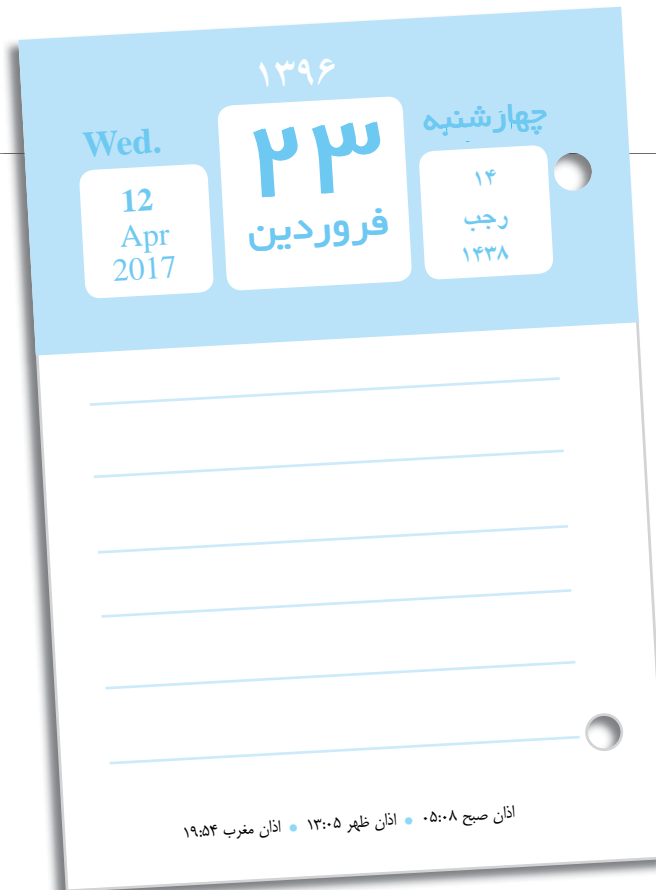 ۱۳۹۶
چهارشنبه
۱۴
رجب
۱۴۳۸
۲۳
فروردین
Wed.
12
Apr
2017
اذان صبح ۰۵:۰۸ • اذان ظهر ۱۳:۰۵ • اذان مغرب ۱۹:۵۴